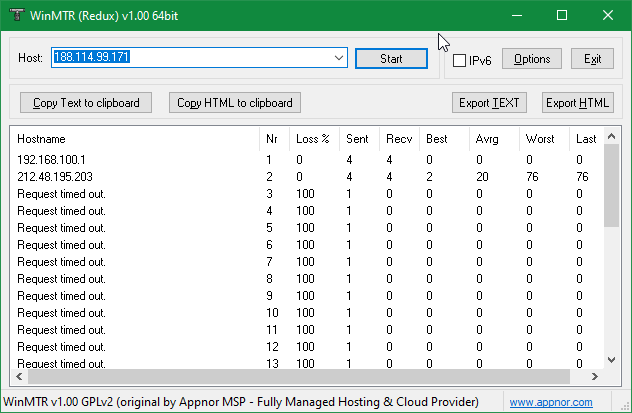 WinMTR (Redux) v1.00 64bit
Host: 188.114.99.171 Start IPv6 Options Exit
Copy Text to clipboard Copy HTML to clipboard Export TEXT Export HTML
Hostname Nr Loss % Sent Recv Best Avrg Worst Last
192.168.100.1 1 0 4 4 0 0 0 0
212.48.195.203 2 0 4 4 2 20 76 76
Request timed out. 3 100 1 0 0 0 0 0
Request timed out. 4 100 1 0 0 0 0 0
Request timed out. 5 100 1 0 0 0 0 0
Request timed out. 6 100 1 0 0 0 0 0
Request timed out. 7 100 1 0 0 0 0 0
Request timed out. 8 100 1 0 0 0 0 0
Request timed out. 9 100 1 0 0 0 0 0
Request timed out. 10 100 1 0 0 0 0 0
Request timed out. 11 100 1 0 0 0 0 0
Request timed out. 12 100 1 0 0 0 0 0
Request timed out. 13 100 1 0 0 0 0 0
WinMTR v1.00 GPLv2 (original by Appnor MSP - Fully Managed Hosting & Cloud Provider) www.appnor.com